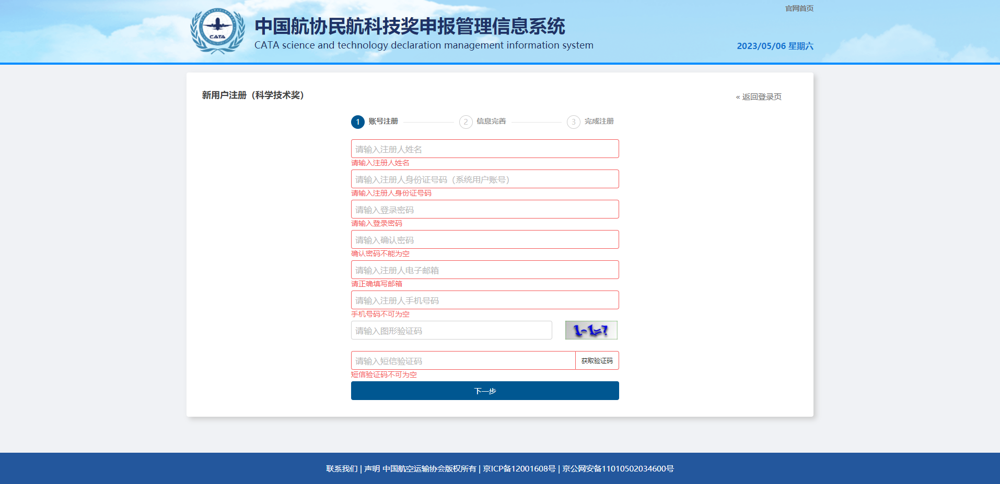 官网首页
CATA
中国航协民航科技奖申报管理信息系统
CATA science and technology declaration management information system
2023/05/06 星期六
新用户注册（科学技术奖）
« 返回登录页
1 账号注册 2 信息完善 3 完成注册
请输入注册人姓名
请输入注册人姓名
请输入注册人身份证号码（系统用户账号）
请输入注册人身份证号码
请输入登录密码
请输入登录密码
请输入确认密码
确认密码不能为空
请输入注册人电子邮箱
请正确填写邮箱
请输入注册人手机号码
手机号码不可为空
请输入图形验证码 1-1=?
请输入短信验证码 获取验证码
短信验证码不可为空
下一步
联系我们 | 声明 中国航空运输协会版权所有 | 京ICP备12001608号 | 京公网安备11010502034600号